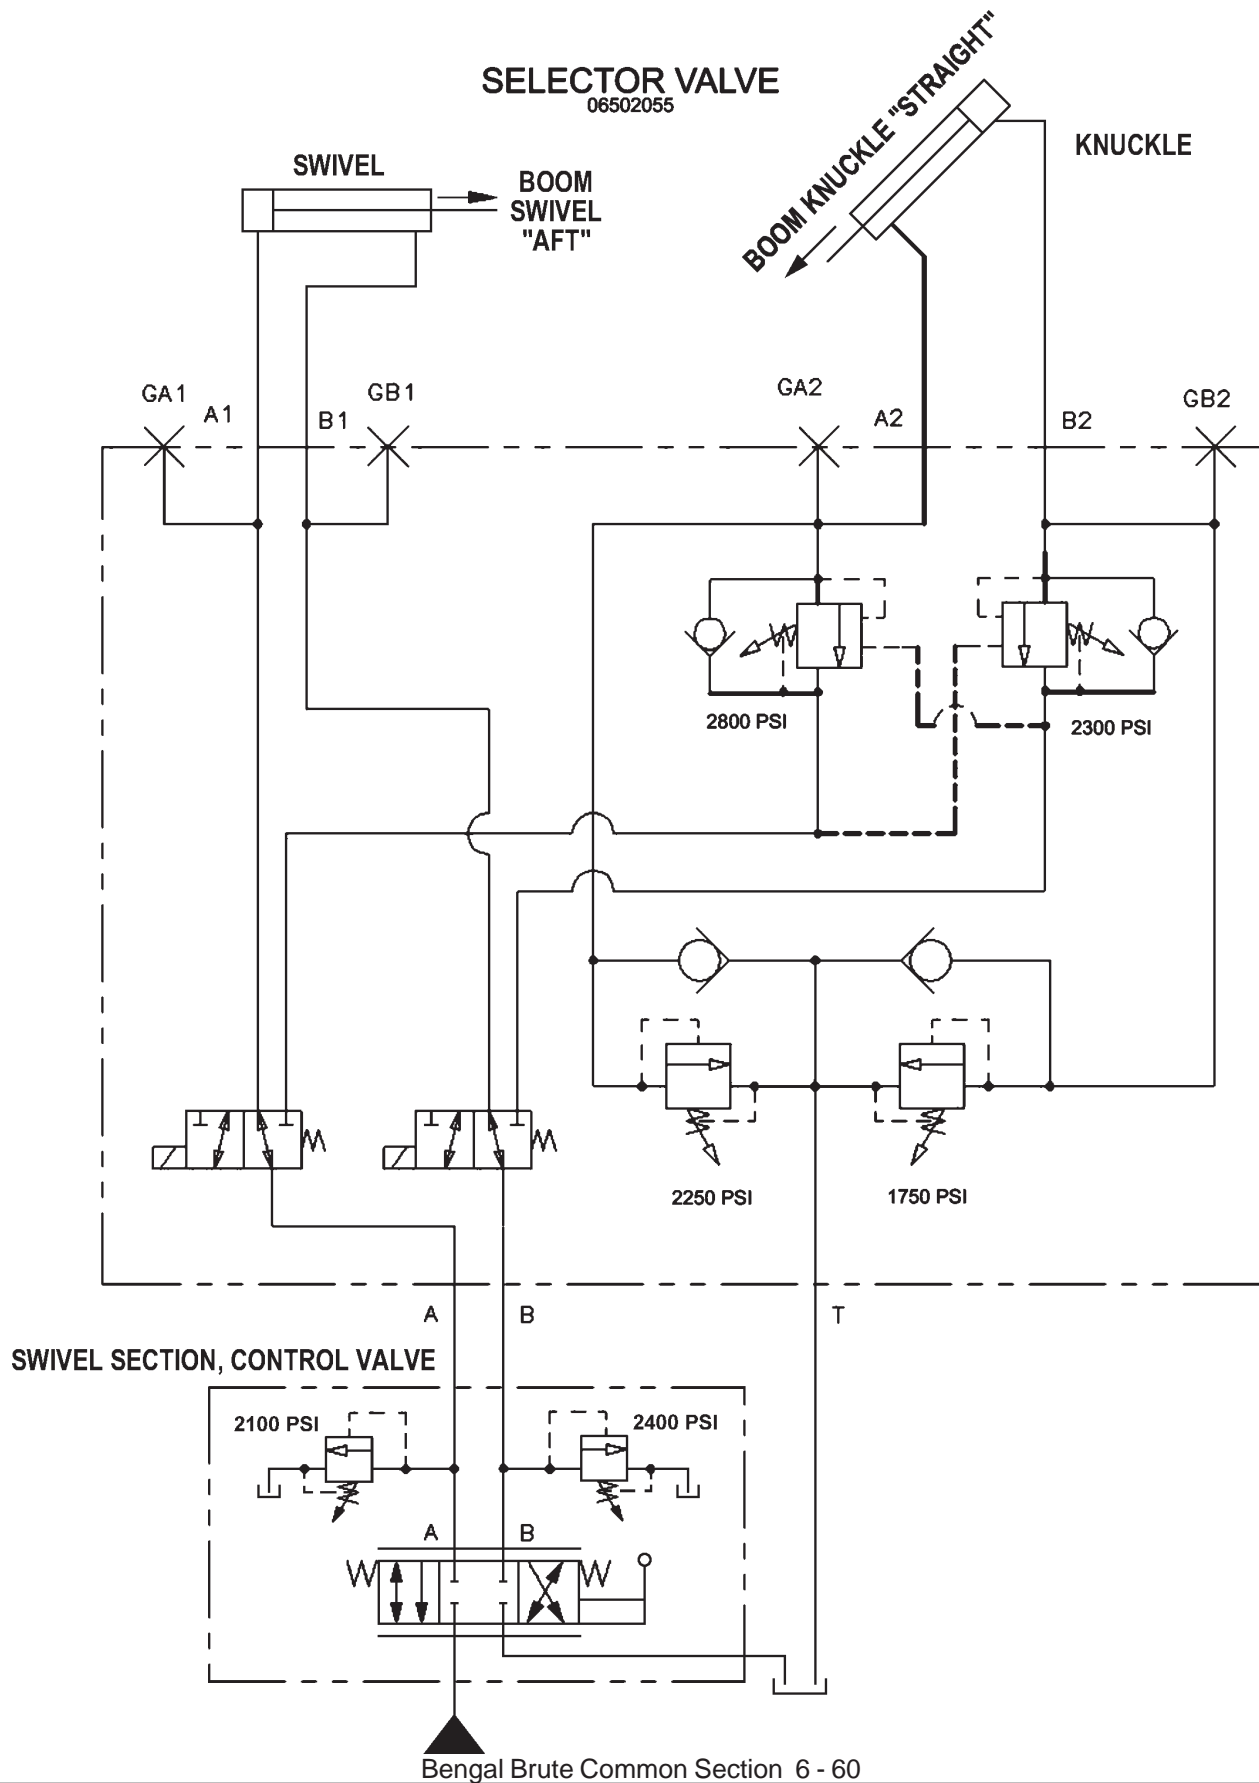 SELECTOR VALVE
06502055
BOOM KNUCKLE "STRAIGHT"
KNUCKLE
SWIVEL
BOOM
SWIVEL
"AFT"
GA1
A1
B1
GB1
GA2
A2
B2
GB2
2800 PSI
2300 PSI
2250 PSI
1750 PSI
A
B
T
SWIVEL SECTION, CONTROL VALVE
2100 PSI
2400 PSI
A
B
Bengal Brute Common Section 6 - 60